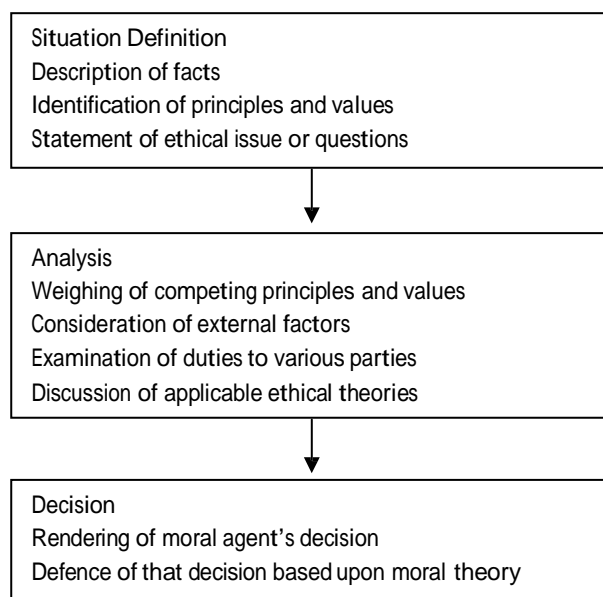 Situation Definition
Description of facts
Identification of principles and values
Statement of ethical issue or questions
Analysis
Weighing of competing principles and values
Consideration of external factors
Examination of duties to various parties
Discussion of applicable ethical theories
Decision
Rendering of moral agent's decision
Defence of that decision based upon moral theory